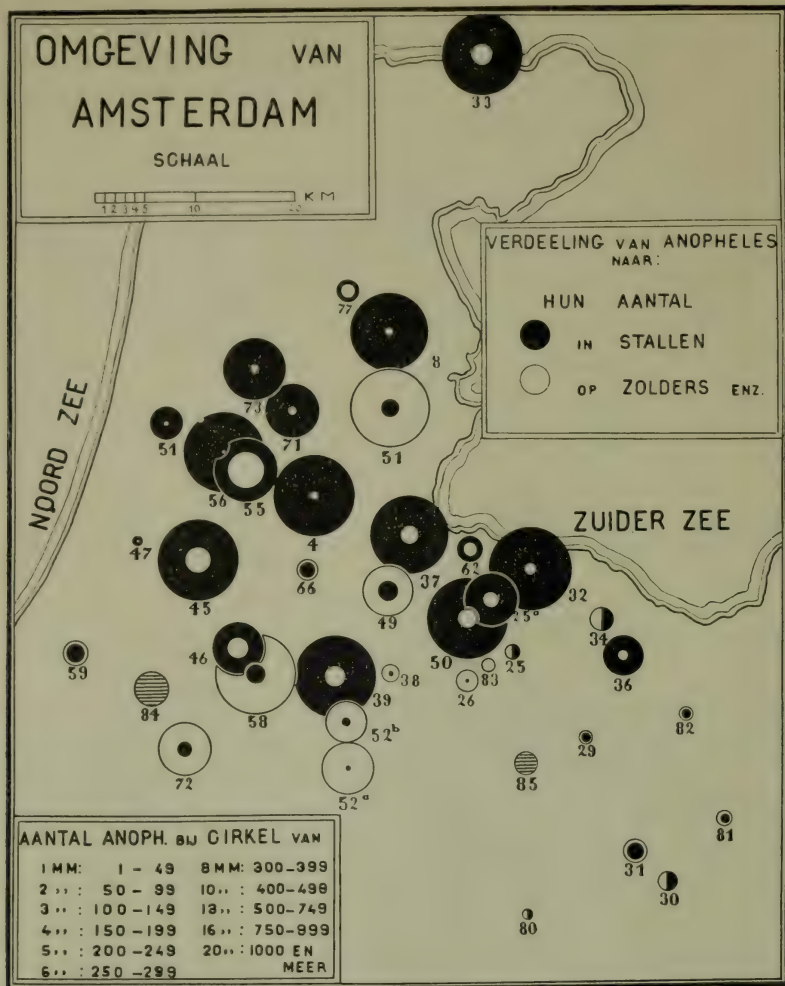 OMGEVING VAN
AMSTERDAM
SCHAAL
KM
1 2 3 4 5 10 20
33
VERDEELING VAN ANOPHELES
NAAR:
HUN AANTAL
IN STALLEN
OP ZOLDERS ENZ.
NOORD ZEE
ZUIDER ZEE
77
8
73
71
51
51
56
55
4
47
45
66
37
62
32
49
25ᵃ
50
34
36
46
59
38
83
25
26
39
84
58
52ᵇ
82
29
72
52ᵃ
85
81
31
30
80
AANTAL ANOPH. BIJ CIRKEL VAN
1 MM: 1 - 49 8 MM: 300-399
2 ,, : 50 - 99 10 ,, : 400-499
3 ,, : 100 - 149 13 ,, : 500-749
4 ,, : 150 - 199 16 ,, : 750-999
5 ,, : 200 - 249 20 ,, : 1000 EN
6 ,, : 250 - 299 MEER